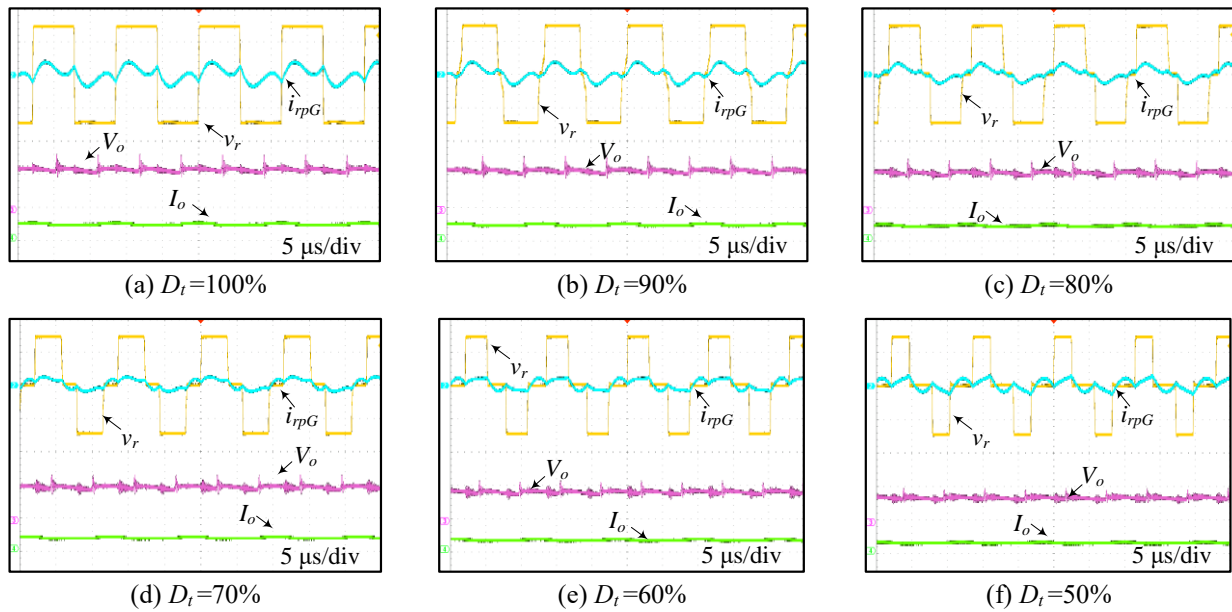 i_rpG
v_r
V_o
I_o
5 μs/div
(a) D_t=100%
i_rpG
v_r
V_o
I_o
5 μs/div
(b) D_t=90%
i_rpG
v_r
V_o
I_o
5 μs/div
(c) D_t=80%
i_rpG
v_r
V_o
I_o
5 μs/div
(d) D_t=70%
v_r
i_rpG
V_o
I_o
5 μs/div
(e) D_t=60%
i_rpG
v_r
V_o
I_o
5 μs/div
(f) D_t=50%